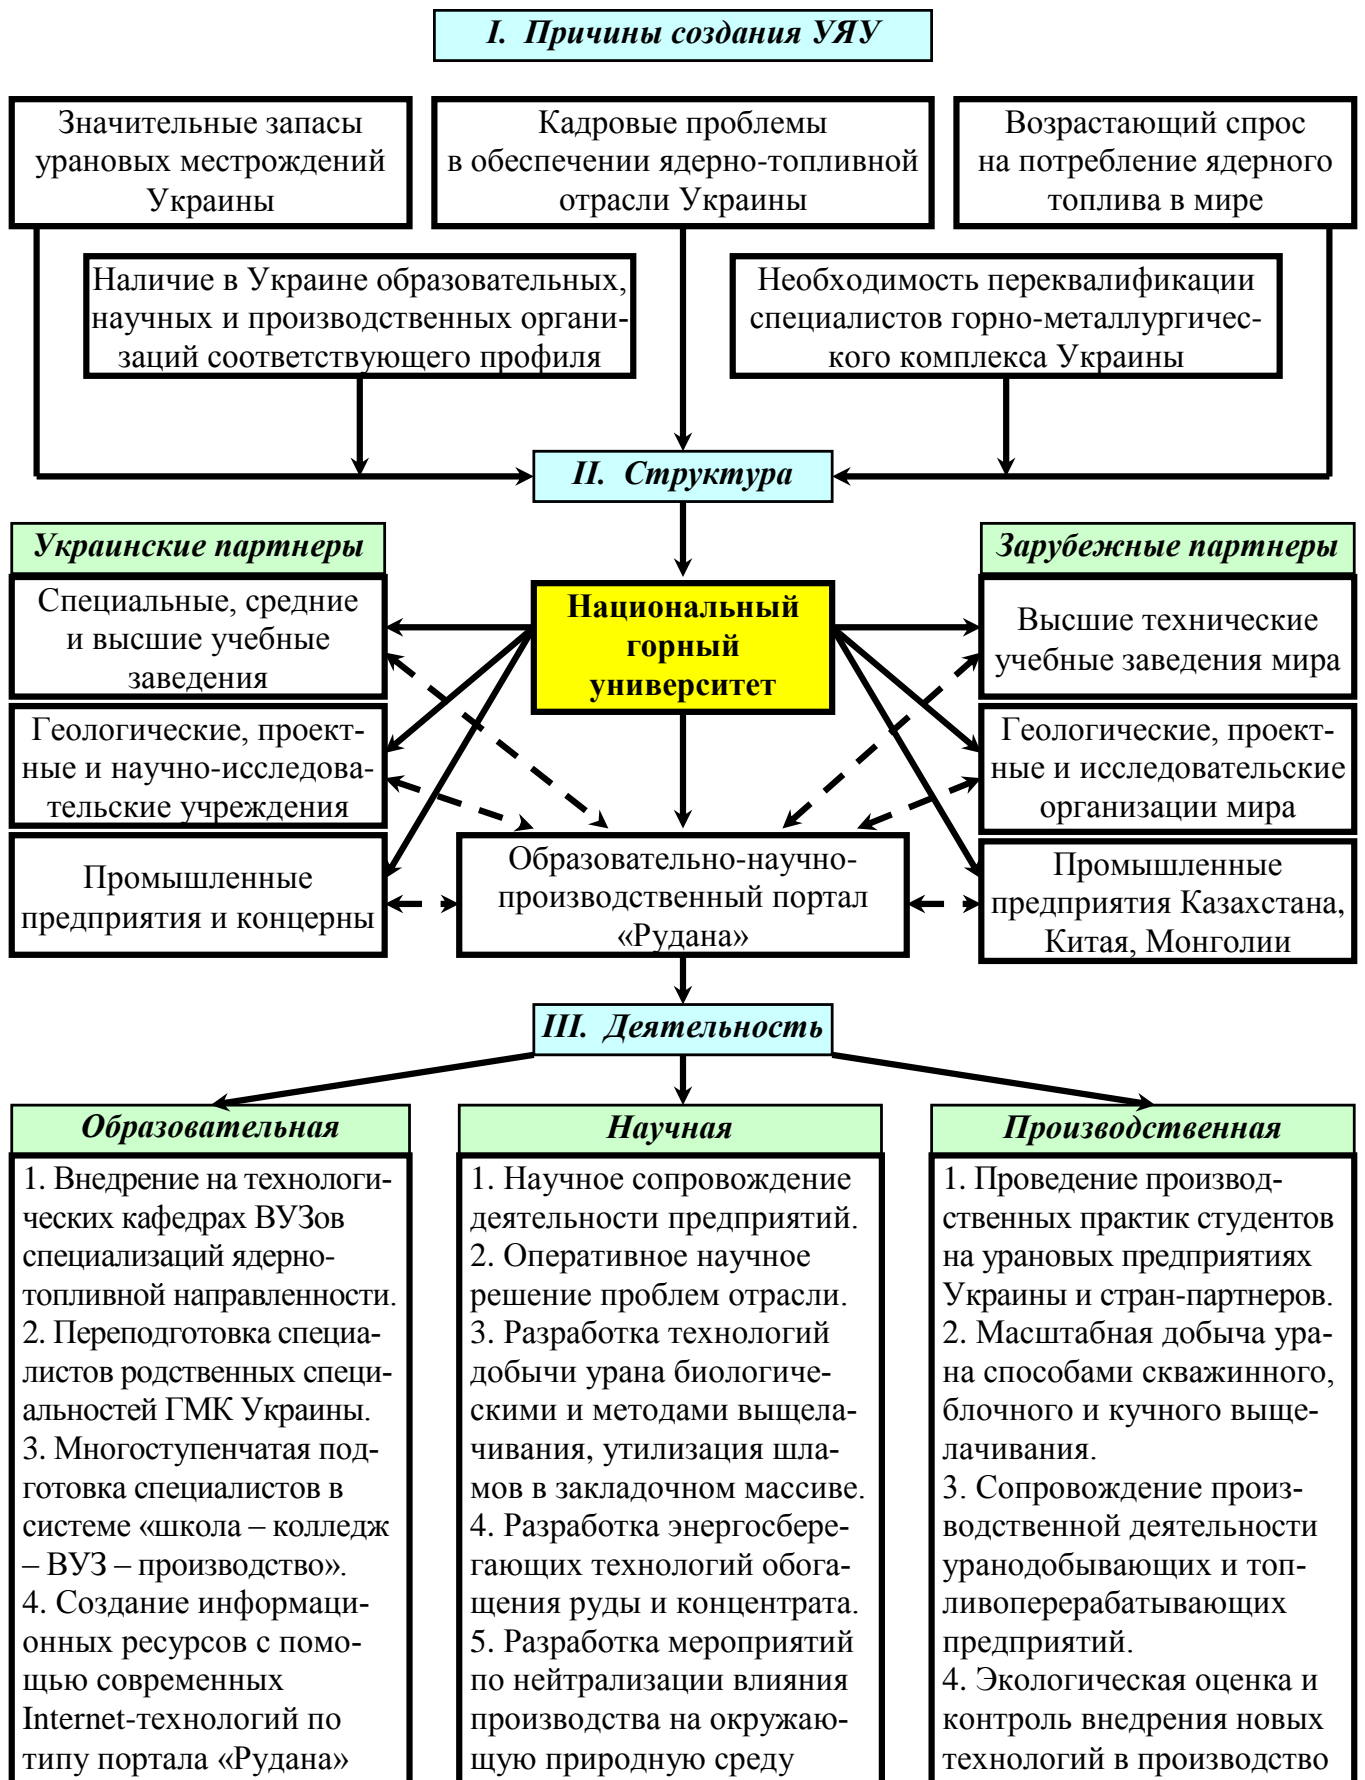 I. Причины создания УЯУ
Значительные запасы
урановых местрождений
Украины
Кадровые проблемы
в обеспечении ядерно-топливной
отрасли Украины
Возрастающий спрос
на потребление ядерного
топлива в мире
Наличие в Украине образовательных,
научных и производственных органи-
заций соответствующего профиля
Необходимость переквалификации
специалистов горно-металлургичес-
кого комплекса Украины
II. Структура
Украинские партнеры
Специальные, средние
и высшие учебные
заведения
Геологические, проект-
ные и научно-исследова-
тельские учреждения
Промышленные
предприятия и концерны
Национальный
горный
университет
Образовательно-научно-
производственный портал
«Рудана»
Зарубежные партнеры
Высшие технические
учебные заведения мира
Геологические, проект-
ные и исследовательские
организации мира
Промышленные
предприятия Казахстана,
Китая, Монголии
III. Деятельность
Образовательная
1. Внедрение на технологи-
ческих кафедрах ВУЗов
специализаций ядерно-
топливной направленности.
2. Переподготовка специа-
листов родственных специ-
альностей ГМК Украины.
3. Многоступенчатая под-
готовка специалистов в
системе «школа – колледж
– ВУЗ – производство».
4. Создание информаци-
онных ресурсов с помо-
щью современных
Internet-технологий по
типу портала «Рудана»
Научная
1. Научное сопровождение
деятельности предприятий.
2. Оперативное научное
решение проблем отрасли.
3. Разработка технологий
добычи урана биологиче-
скими и методами выщела-
чивания, утилизация шла-
мов в закладочном массиве.
4. Разработка энергосбере-
гающих технологий обога-
щения руды и концентрата.
5. Разработка мероприятий
по нейтрализации влияния
производства на окружаю-
щую природную среду
Производственная
1. Проведение производ-
ственных практик студентов
на урановых предприятиях
Украины и стран-партнеров.
2. Масштабная добыча ура-
на способами скважинного,
блочного и кучного выще-
лачивания.
3. Сопровождение произ-
водственной деятельности
уранодобывающих и топ-
ливоперерабатывающих
предприятий.
4. Экологическая оценка и
контроль внедрения новых
технологий в производство